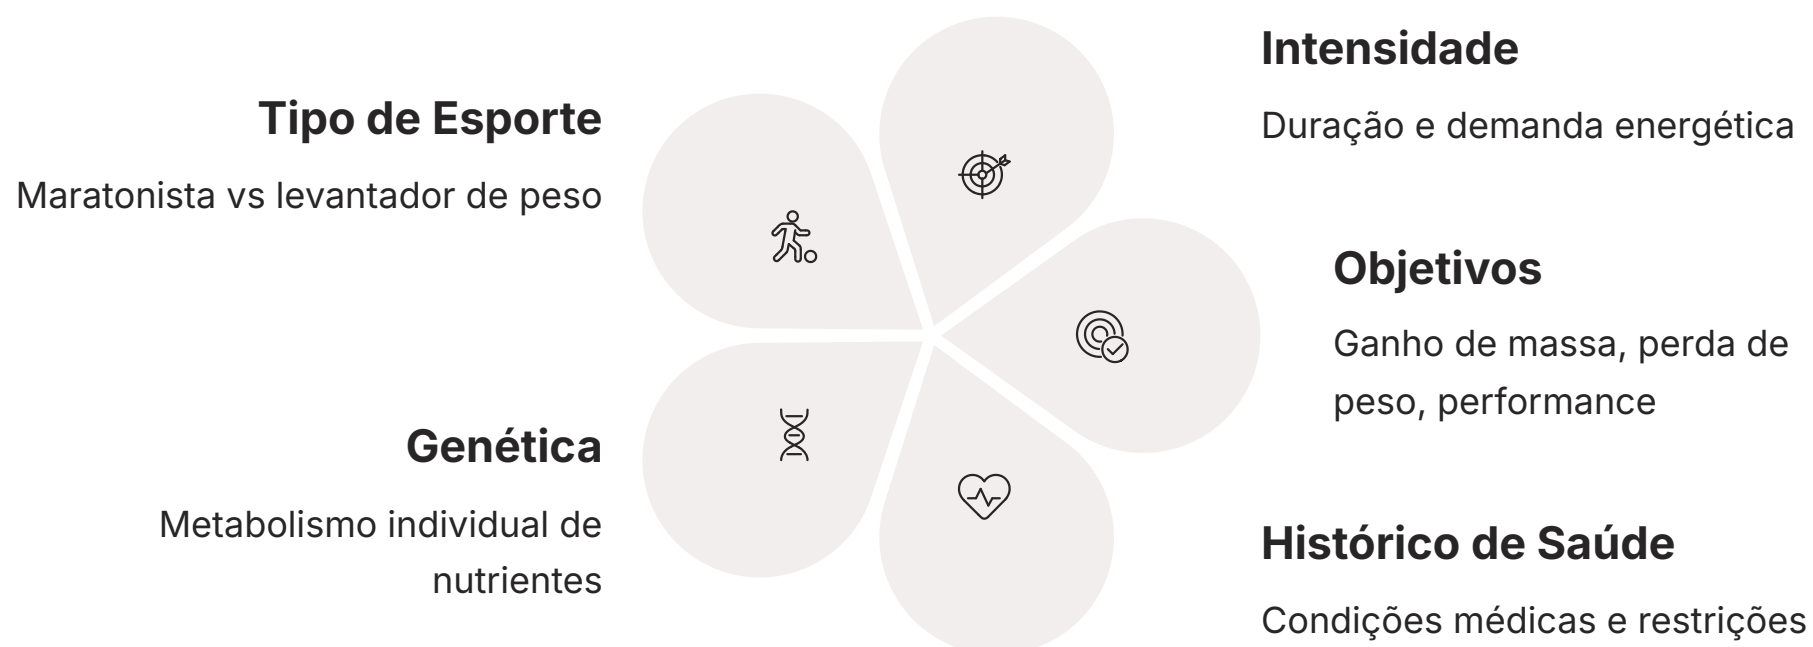 Tipo de Esporte
Maratonista vs levantador de peso
Intensidade
Duração e demanda energética
Objetivos
Ganho de massa, perda de
peso, performance
Genética
Metabolismo individual de
nutrientes
Histórico de Saúde
Condições médicas e restrições